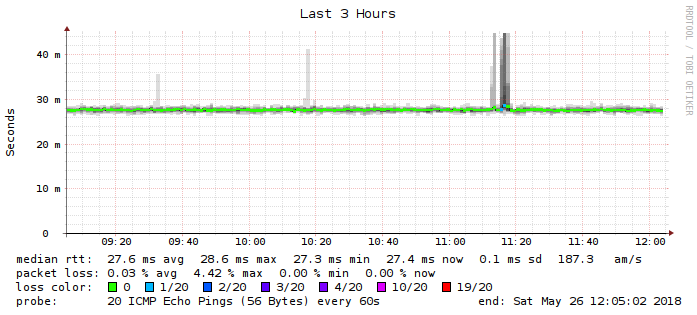 Last 3 Hours
RRDTOOL / TOBI OETIKER
Seconds
40 m
30 m
20 m
10 m
0
09:20 09:40 10:00 10:20 10:40 11:00 11:20 11:40 12:00
median rtt: 27.6 ms avg 28.6 ms max 27.3 ms min 27.4 ms now 0.1 ms sd 187.3 am/s
packet loss: 0.03 % avg 4.42 % max 0.00 % min 0.00 % now
loss color: 0 1/20 2/20 3/20 4/20 10/20 19/20
probe: 20 ICMP Echo Pings (56 Bytes) every 60s end: Sat May 26 12:05:02 2018